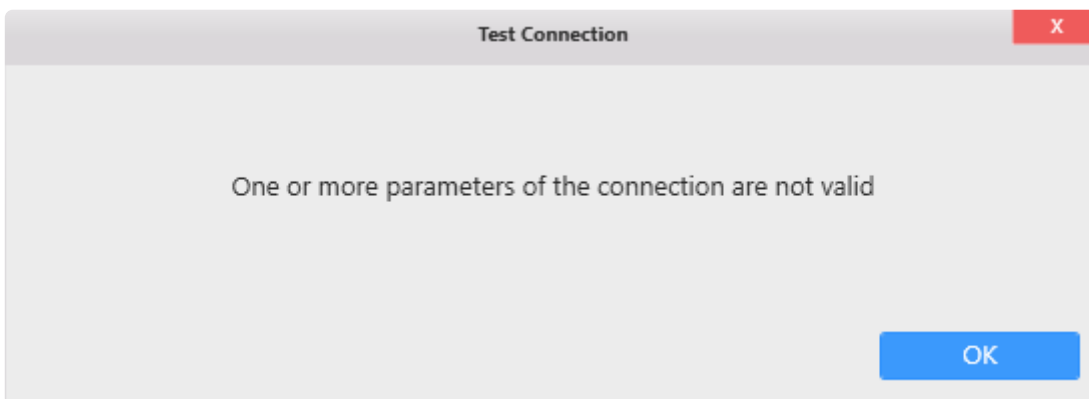 Test Connection
X
One or more parameters of the connection are not valid
OK